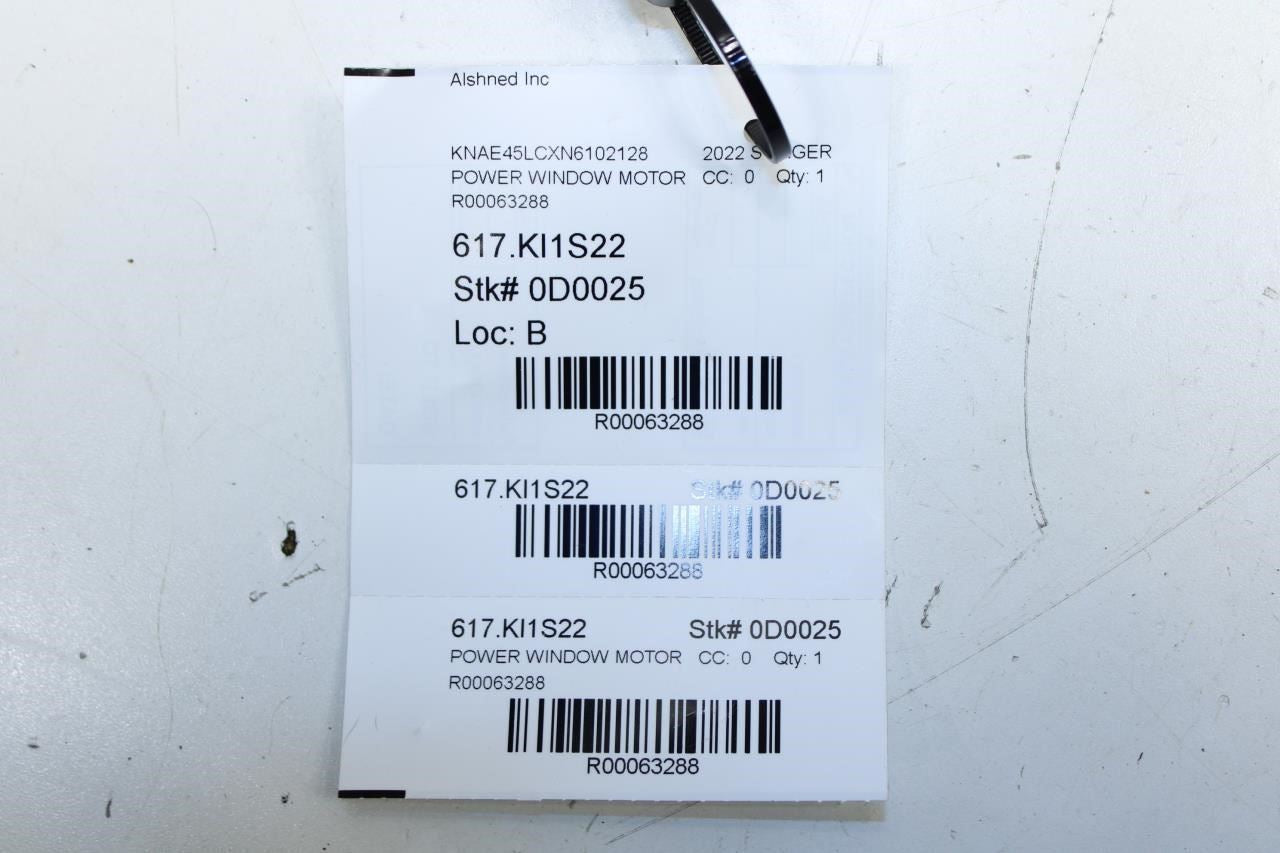 Alshned Inc
KNAE45LCXN6102128 2022
POWER WINDOW MOTOR CC: 0 Qty: 1
R00063288
617.KI1S22
Stk# 0D0025
Loc: B
R00063288
617.KI1S22 Stk# 0D0025
R00063288
617.KI1S22 Stk# 0D0025
POWER WINDOW MOTOR CC: 0 Qty: 1
R00063288
R00063288